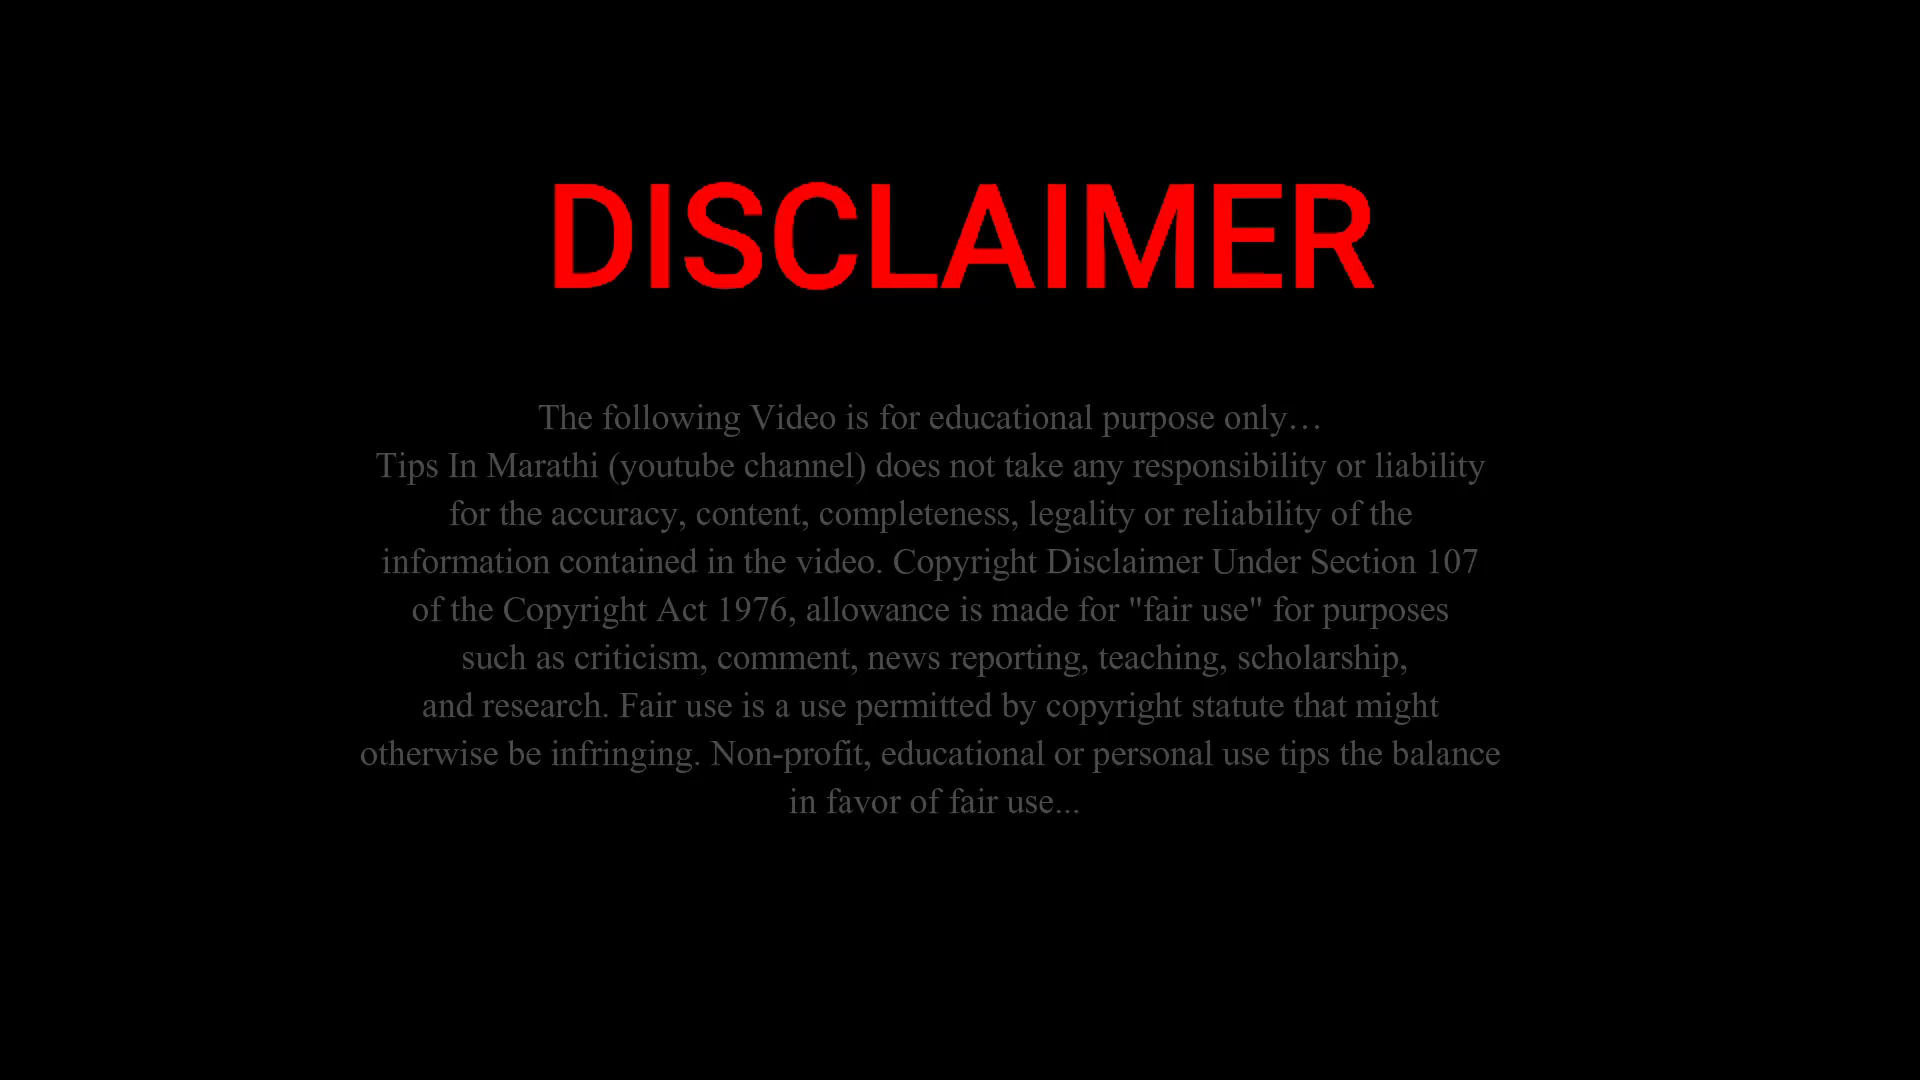 DISCLAIMER
The following Video is for educational purpose only…
Tips In Marathi (youtube channel) does not take any responsibility or liability
for the accuracy, content, completeness, legality or reliability of the
information contained in the video. Copyright Disclaimer Under Section 107
of the Copyright Act 1976, allowance is made for "fair use" for purposes
such as criticism, comment, news reporting, teaching, scholarship,
and research. Fair use is a use permitted by copyright statute that might
otherwise be infringing. Non-profit, educational or personal use tips the balance
in favor of fair use...